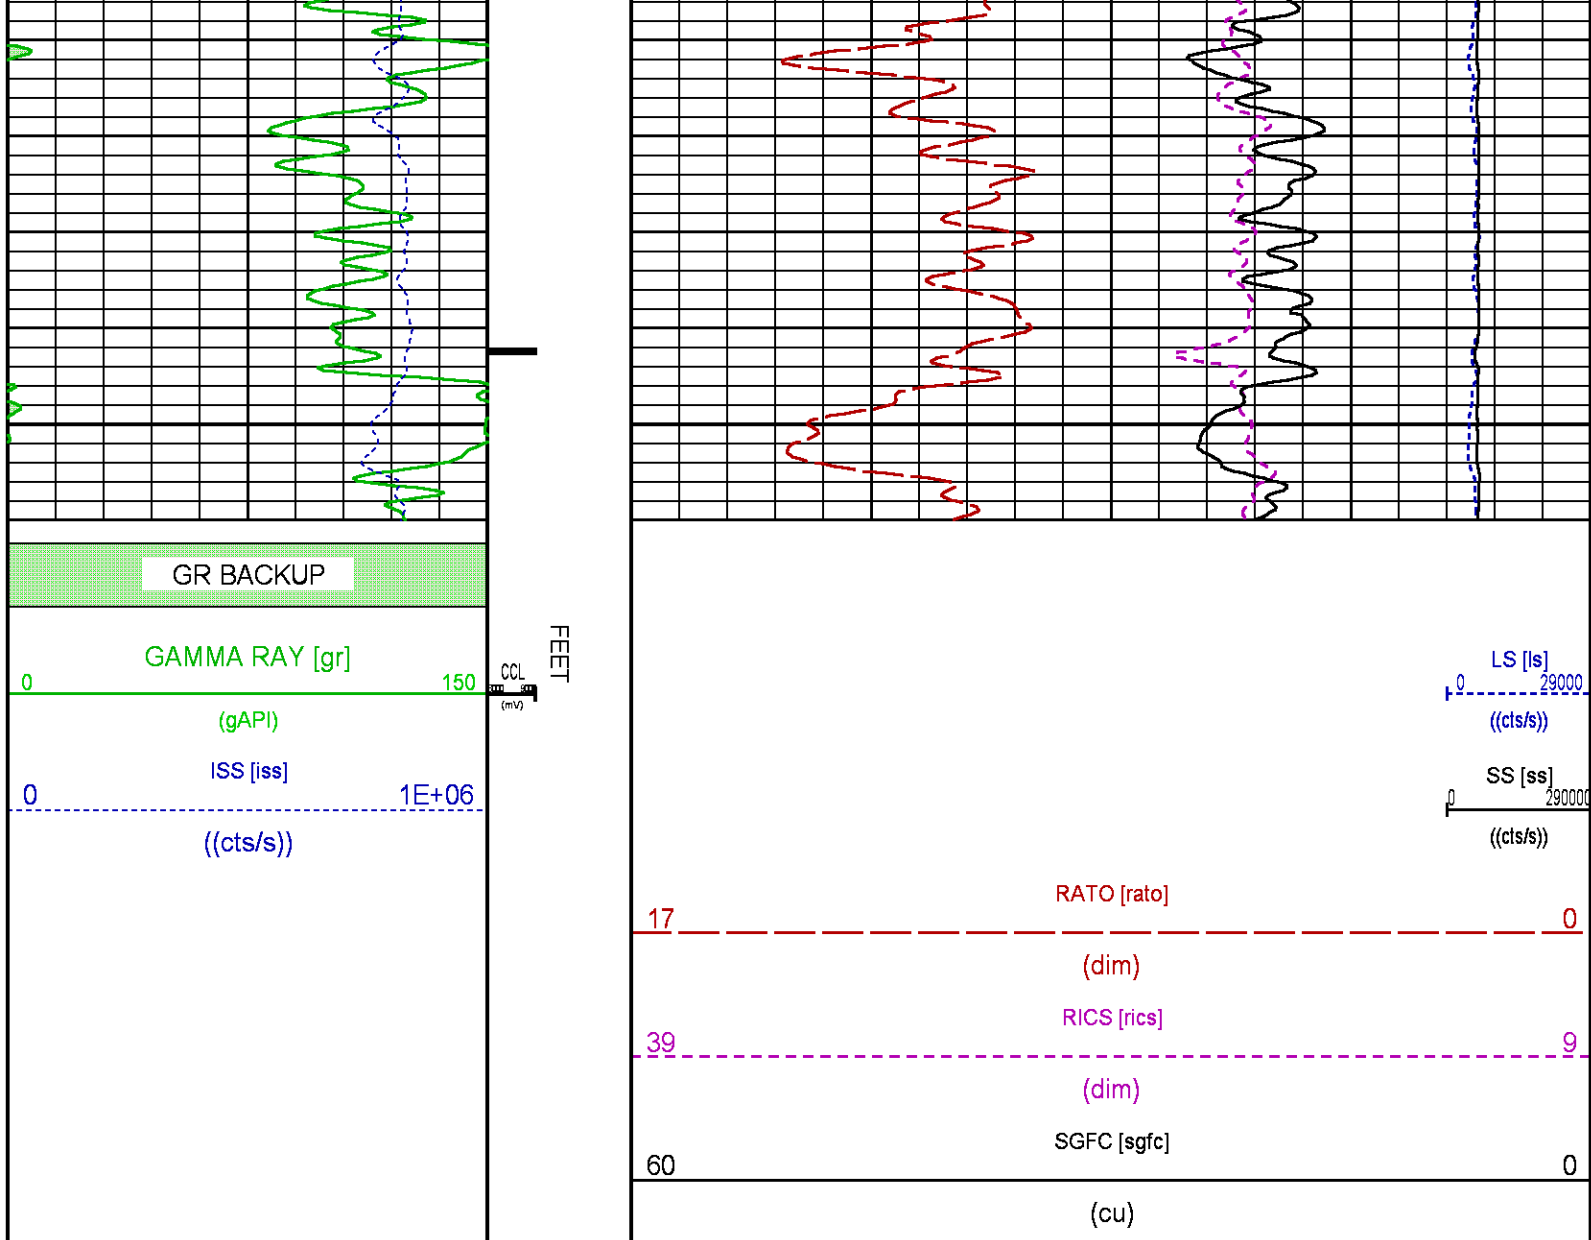 GR BACKUP
GAMMA RAY [gr]
0 150
(gAPI)
ISS [iss]
0 1E+06
((cts/s))
CCL
(mV)
FEET
LS [ls]
0 29000
((cts/s))
SS [ss]
0 290000
((cts/s))
RATO [rato]
17 0
(dim)
RICS [rics]
39 9
(dim)
SGFC [sgfc]
60 0
(cu)